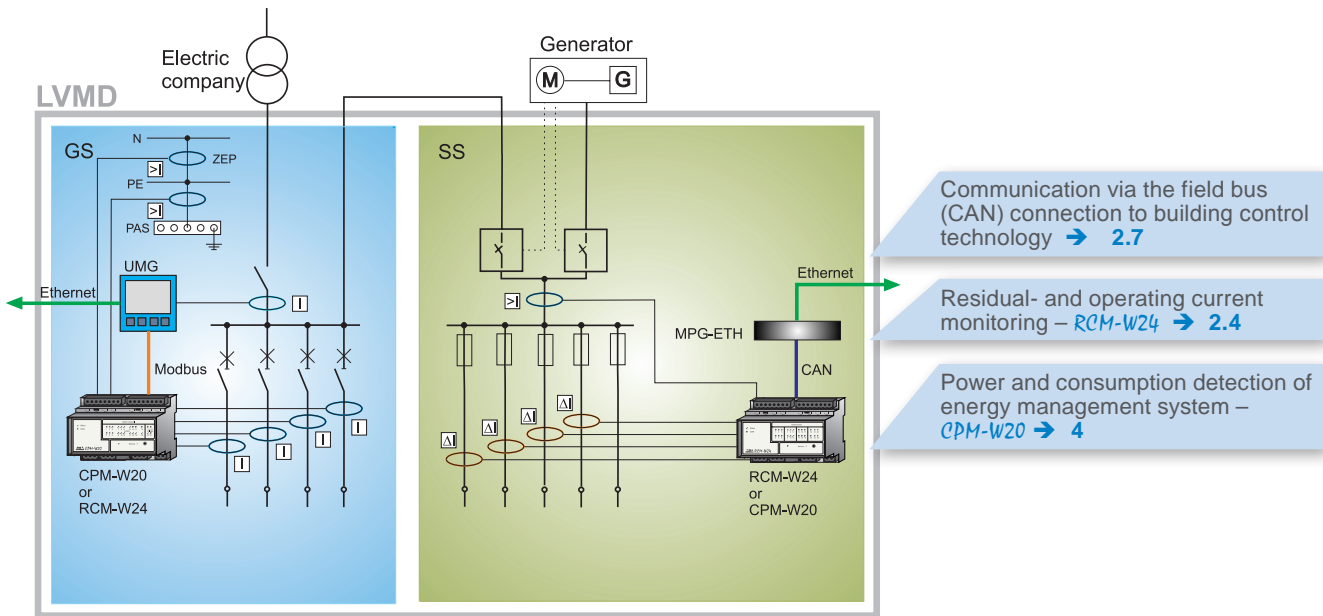 Electric
company
Generator
M
G
LVMD
GS
N
ZEP
>I
PE
>I
PAS
UMG
Ethernet
I
Modbus
I
I
I
I
CPM-W20
or
RCM-W24
SS
>I
Ethernet
MPG-ETH
CAN
ΔI
ΔI
ΔI
ΔI
RCM-W24
or
CPM-W20
Communication via the field bus
(CAN) connection to building control
technology ➔ 2.7
Residual- and operating current
monitoring – RCM-W24 ➔ 2.4
Power and consumption detection of
energy management system –
CPM-W20 ➔ 4